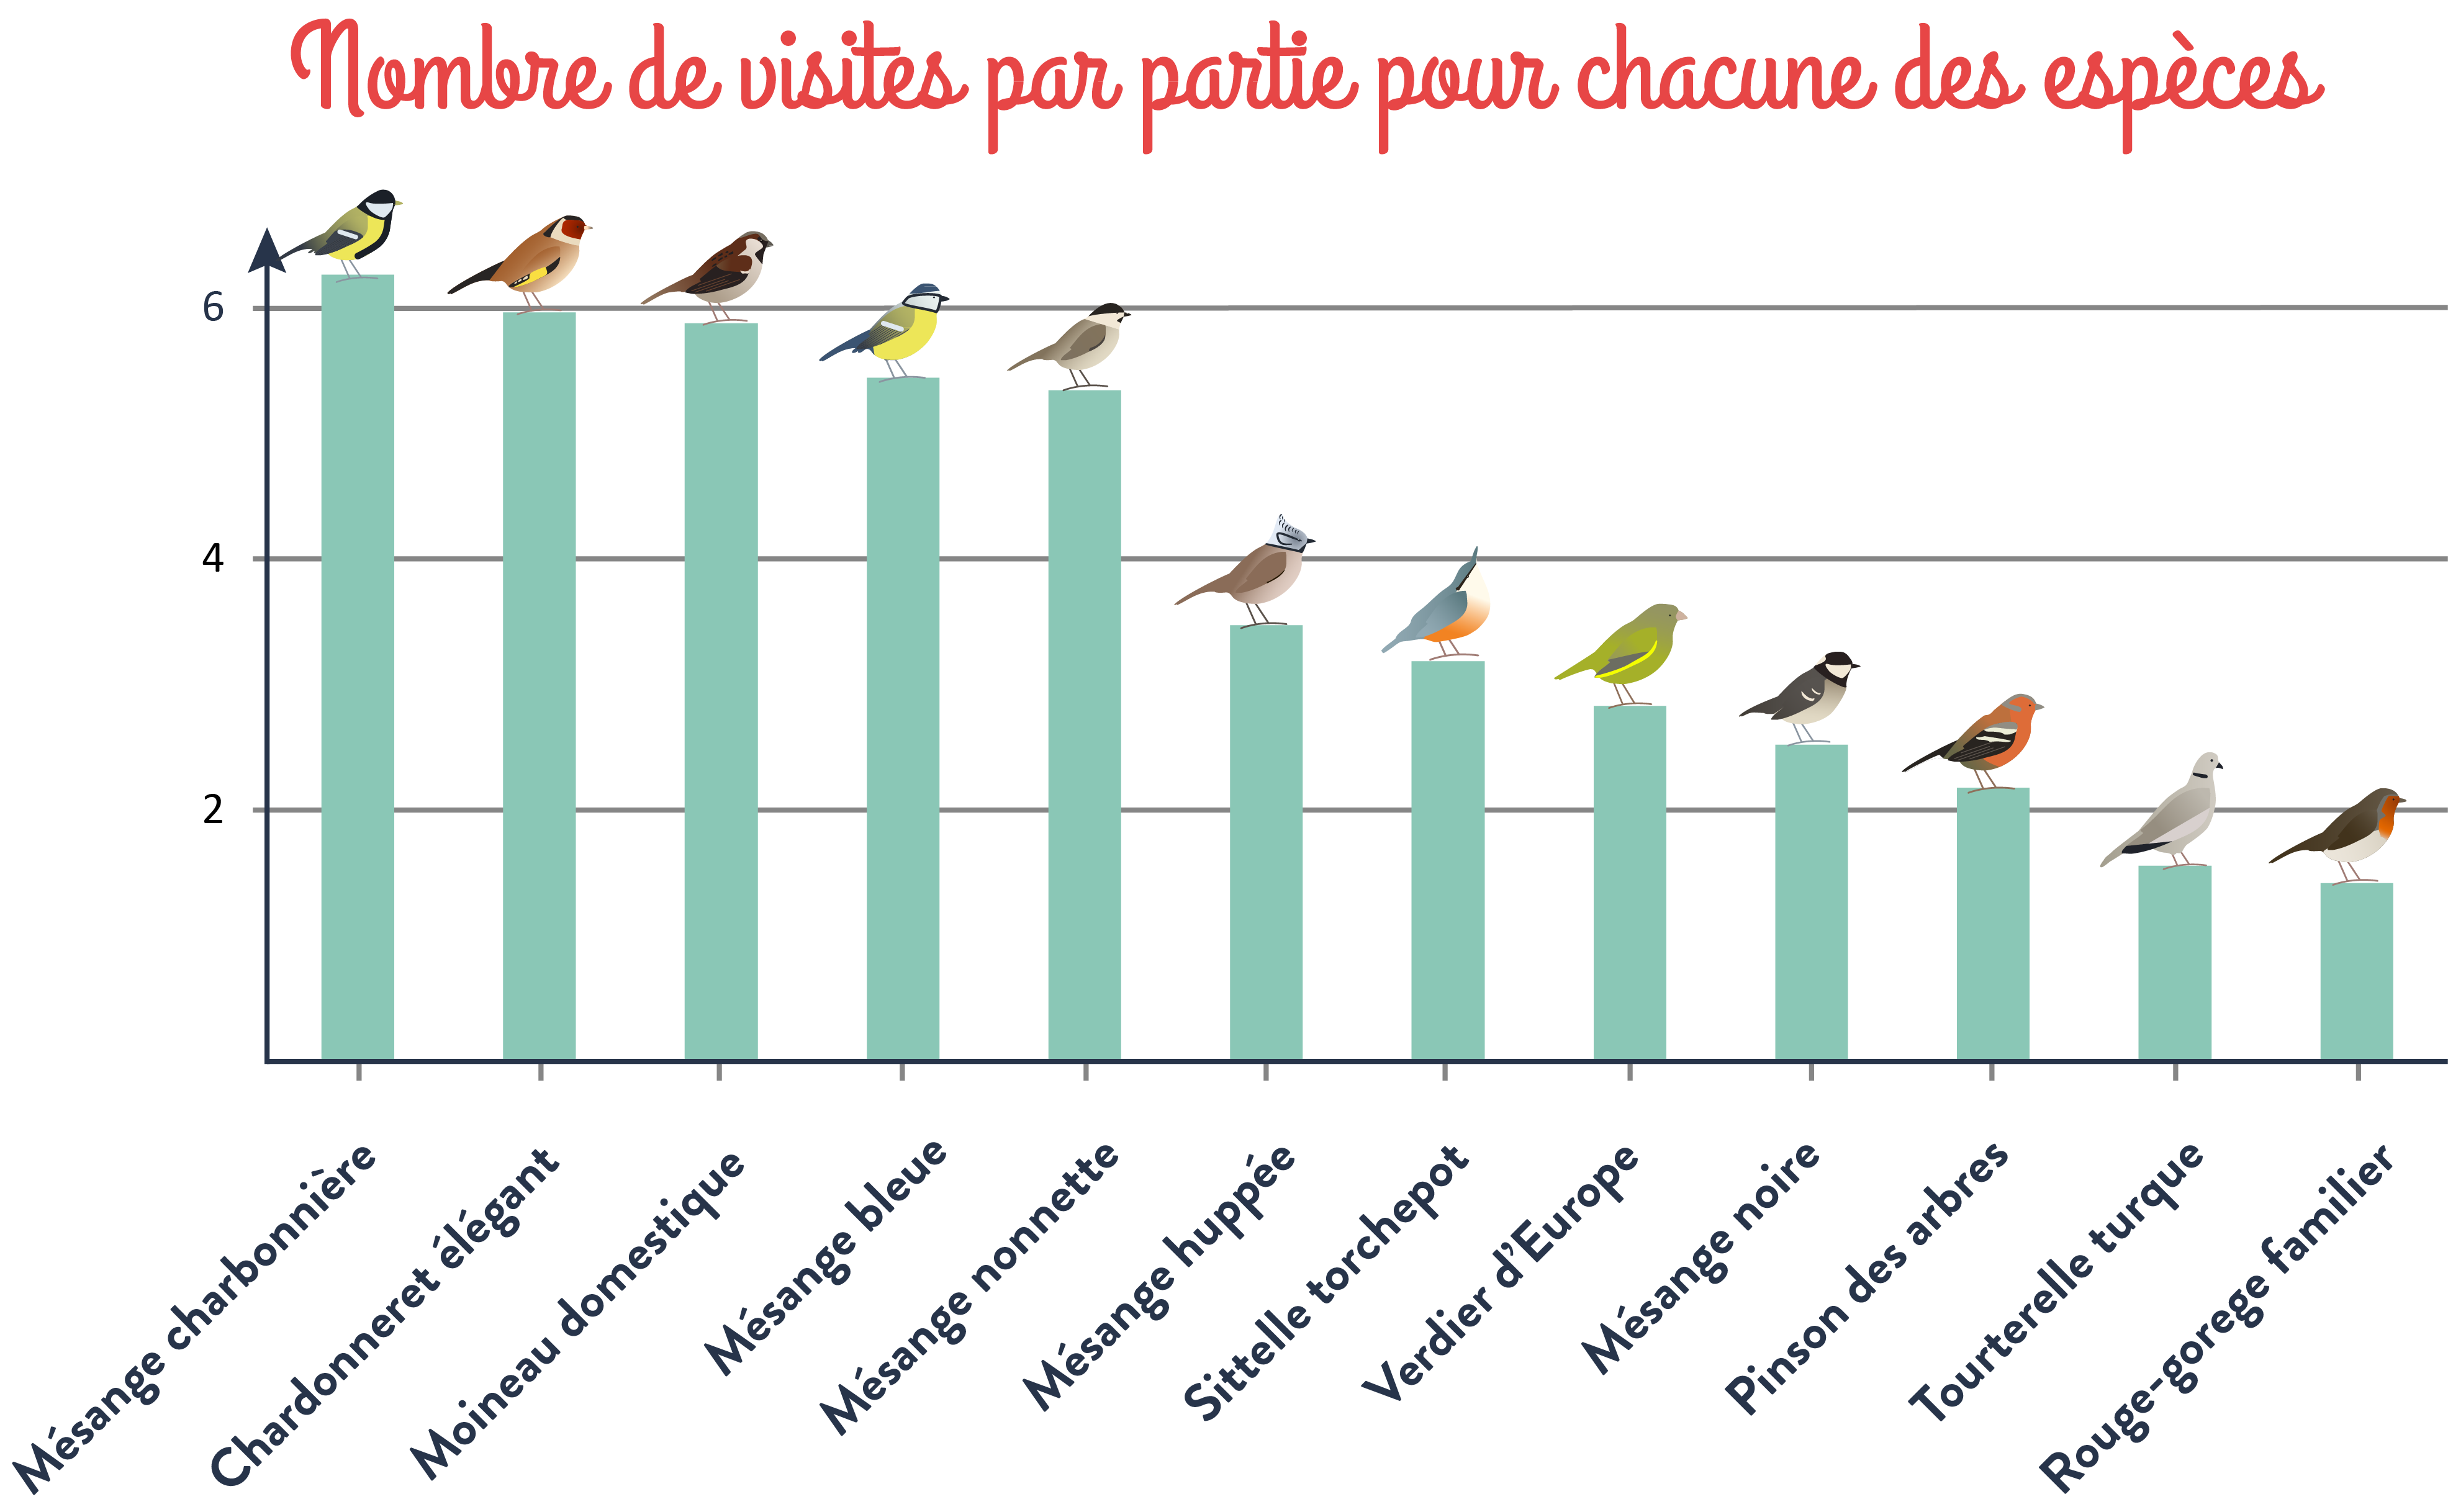 Nombre de visites par partie pour chacune des espèces
6
4
2
Mésange charbonnière
Chardonneret élégant
Moineau domestique
Mésange bleue
Mésange nonnette
Mésange huppée
Sittelle torchepot
Verdier d'Europe
Mésange noire
Pinson des arbres
Tourterelle turque
Rouge-gorege familier